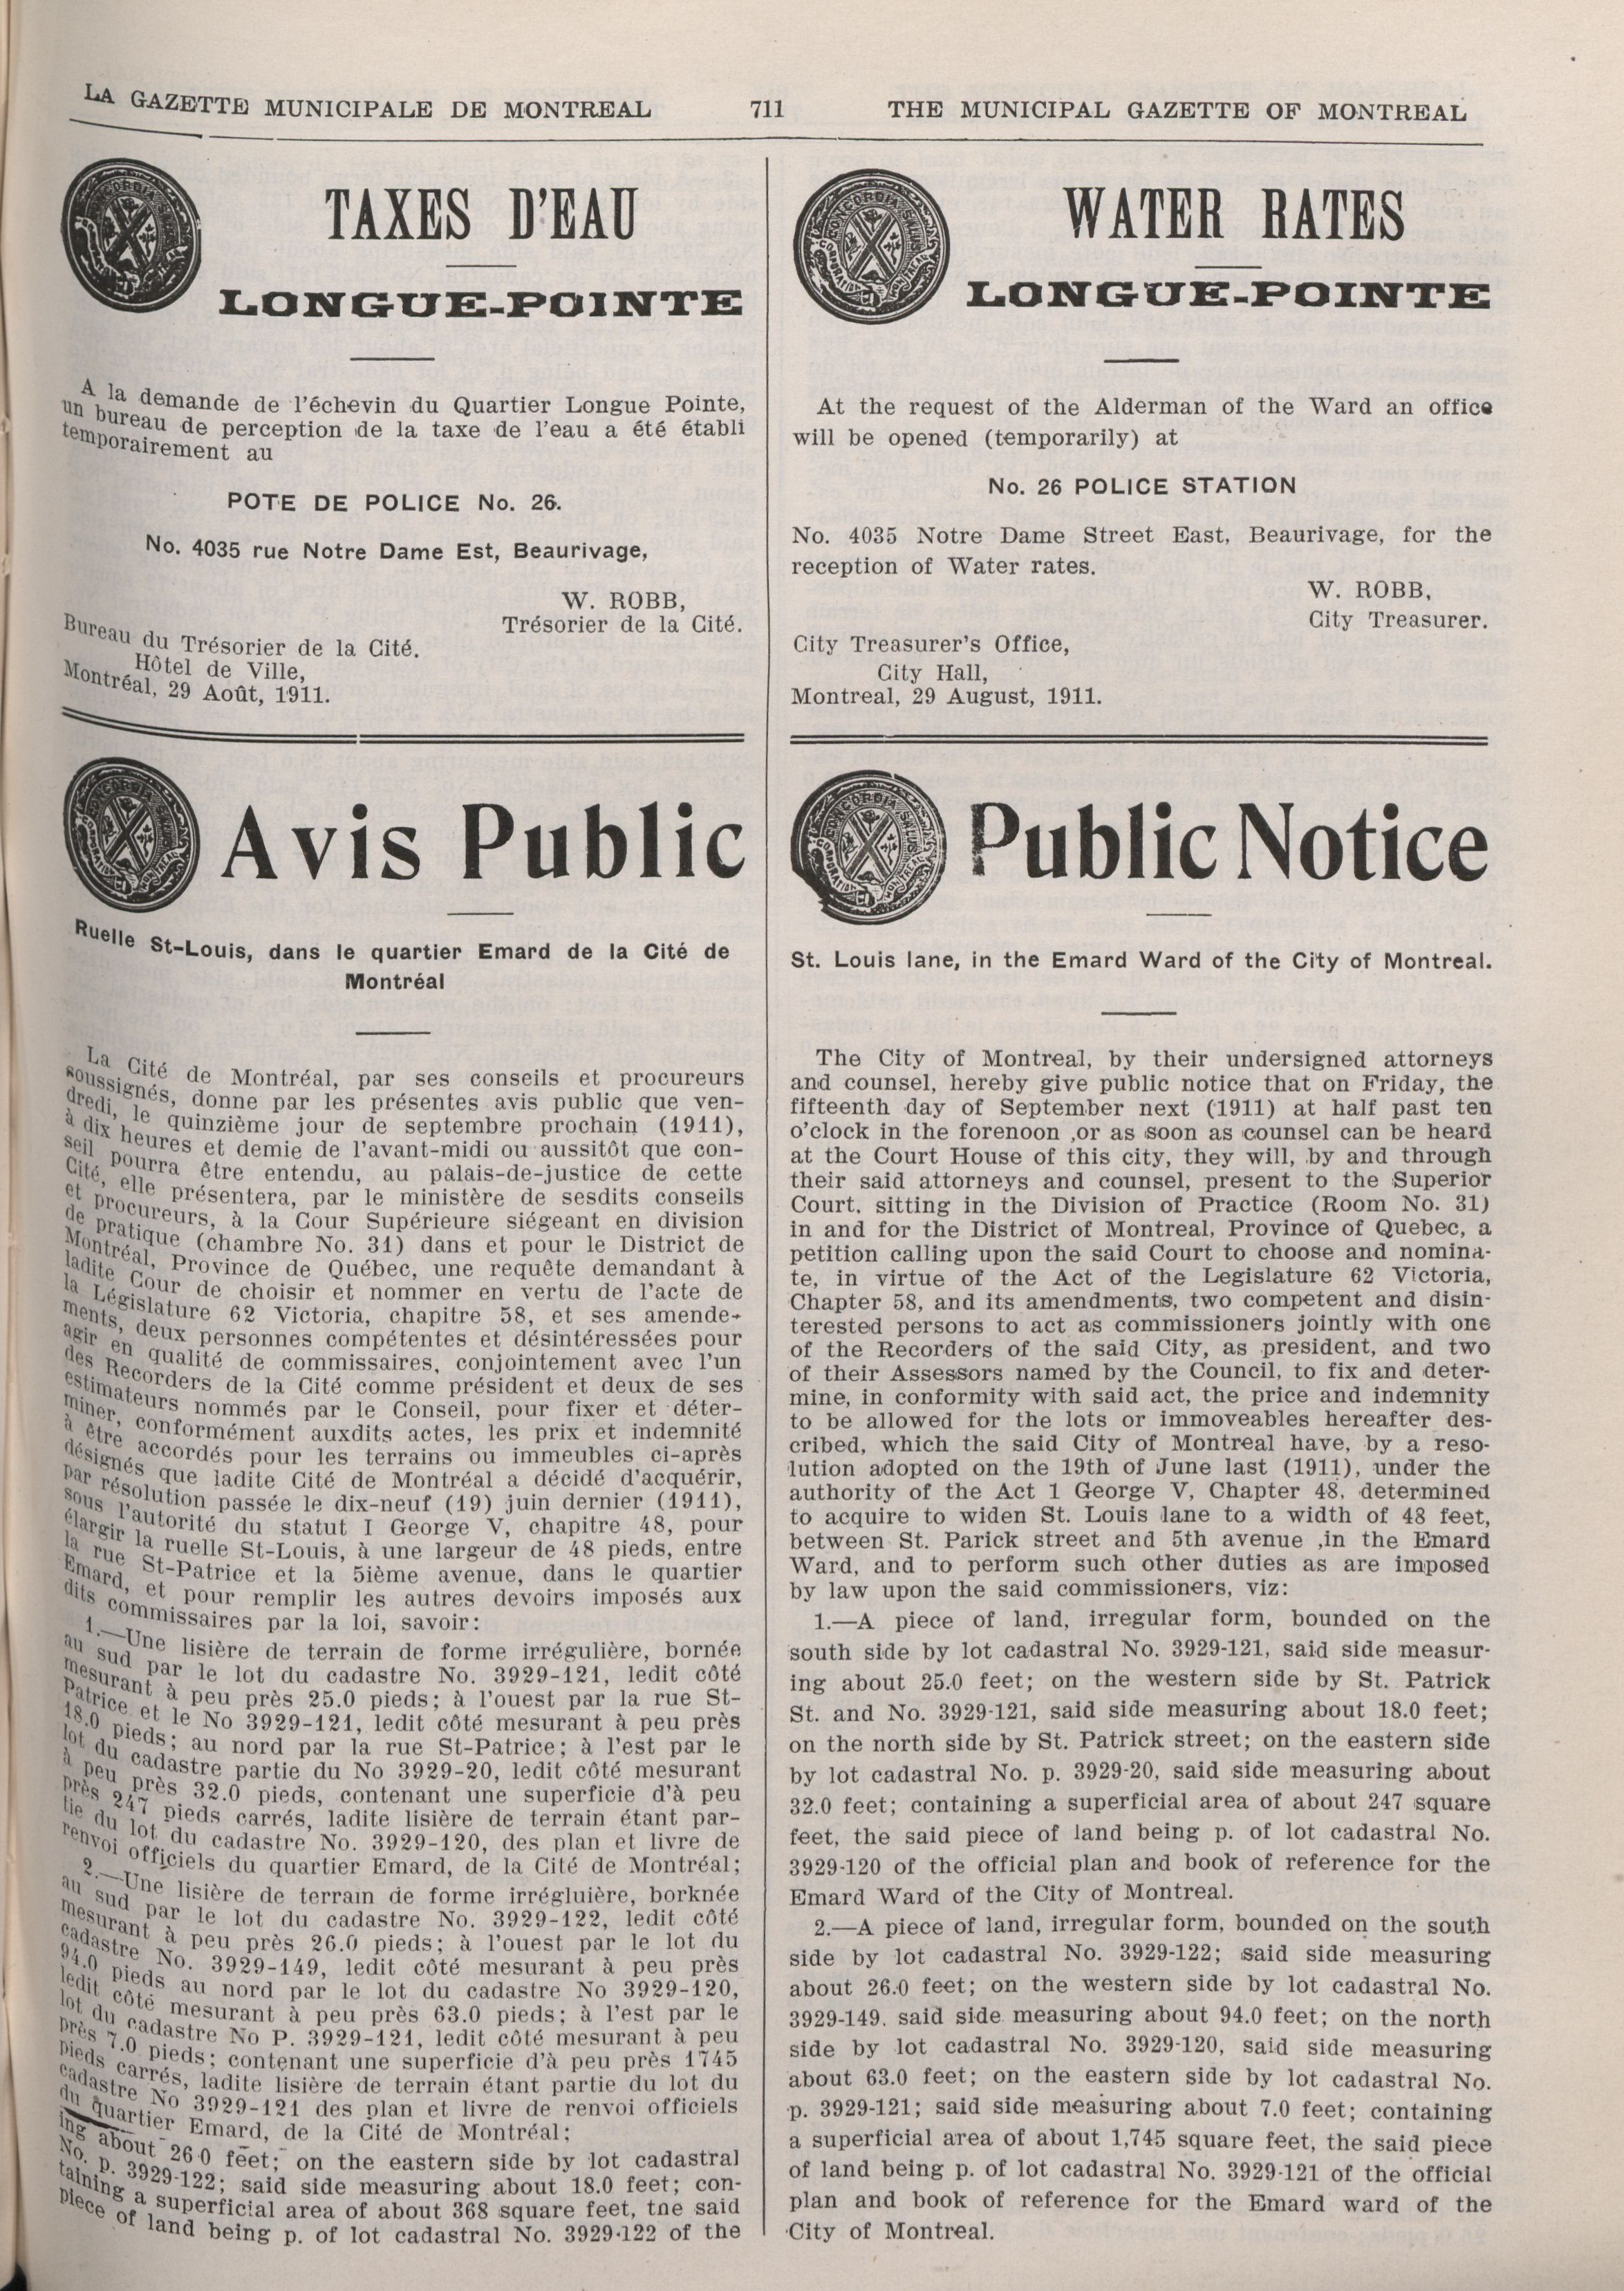 LA GAZETTE MUNICIPALE DE MONTREAL 711 THE MUNICIPAL GAZETTE OF MONTREAL
TAXES D'EAU
LONGUE-POINTE
A la demande de l'échevin du Quartier Longue Pointe,
un bureau de perception de la taxe de l'eau a été établi
temporairement au
POTE DE POLICE No. 26.
No. 4035 rue Notre Dame Est, Beaurivage,
W. ROBB,
Trésorier de la Cité.
Bureau du Trésorier de la Cité.
Hôtel de Ville,
Montréal, 29 Août, 1911.
Avis Public
Ruelle St-Louis, dans le quartier Emard de la Cité de
Montréal
La Cité de Montréal, par ses conseils et procureurs
soussignés, donne par les présentes avis public que ven-
dredi, le quinzième jour de septembre prochain (1911),
à dix heures et demie de l'avant-midi ou aussitôt que con-
seil pourra être entendu, au palais-de-justice de cette
Cité, elle présentera, par le ministère de sesdits conseils
et procureurs, à la Cour Supérieure siégeant en division
de pratique (chambre No. 31) dans et pour le District de
Montréal, Province de Québec, une requête demandant à
ladite Cour de choisir et nommer en vertu de l'acte de
la Législature 62 Victoria, chapitre 58, et ses amende-
ments, deux personnes compétentes et désintéressées pour
agir en qualité de commissaires, conjointement avec l'un
des Recorders de la Cité comme président et deux de ses
estimateurs nommés par le Conseil, pour fixer et déter-
miner, conformément auxdits actes, les prix et indemnité
à être accordés pour les terrains ou immeubles ci-après
désignés que ladite Cité de Montréal a décidé d'acquérir,
par résolution passée le dix-neuf (19) juin dernier (1911),
sous l'autorité du statut I George V, chapitre 48, pour
élargir la ruelle St-Louis, à une largeur de 48 pieds, entre
la rue St-Patrice et la 5ième avenue, dans le quartier
Emard, et pour remplir les autres devoirs imposés aux
dits commissaires par la loi, savoir:
1.—Une lisière de terrain de forme irrégulière, bornée
au sud par le lot du cadastre No. 3929-121, ledit côté
mesurant à peu près 25.0 pieds; à l'ouest par la rue St-
Patrice et le No 3929-121, ledit côté mesurant à peu près
18.0 pieds; au nord par la rue St-Patrice; à l'est par le
lot du cadastre partie du No 3929-20, ledit côté mesurant
à peu près 32.0 pieds, contenant une superficie d'à peu
près 247 pieds carrés, ladite lisière de terrain étant par-
tie du lot du cadastre No. 3929-120, des plan et livre de
renvoi officiels du quartier Emard, de la Cité de Montréal;
2.—Une lisière de terrain de forme irrégluière, borknée
au sud par le lot du cadastre No. 3929-122, ledit côté
mesurant à peu près 26.0 pieds; à l'ouest par le lot du
cadastre No. 3929-149, ledit côté mesurant à peu près
94.0 pieds au nord par le lot du cadastre No 3929-120,
ledit côté mesurant à peu près 63.0 pieds; à l'est par le
lot du cadastre No P. 3929-121, ledit côté mesurant à peu
près 7.0 pieds; contenant une superficie d'à peu près 1745
pieds carrés, ladite lisière de terrain étant partie du lot du
cadastre No 3929-121 des plan et livre de renvoi officiels
du quartier Emard, de la Cité de Montréal;
ing about 26.0 feet; on the eastern side by lot cadastral
No. p. 3929-122; said side measuring about 18.0 feet; con-
taining a superficial area of about 368 square feet, tne said
piece of land being p. of lot cadastral No. 3929-122 of the
WATER RATES
LONGUE-POINTE
At the request of the Alderman of the Ward an office
will be opened (temporarily) at
No. 26 POLICE STATION
No. 4035 Notre Dame Street East, Beaurivage, for the
reception of Water rates.
W. ROBB,
City Treasurer.
City Treasurer's Office,
City Hall,
Montreal, 29 August, 1911.
Public Notice
St. Louis lane, in the Emard Ward of the City of Montreal.
The City of Montreal, by their undersigned attorneys
and counsel, hereby give public notice that on Friday, the
fifteenth day of September next (1911) at half past ten
o'clock in the forenoon ,or as soon as counsel can be heard
at the Court House of this city, they will, by and through
their said attorneys and counsel, present to the Superior
Court. sitting in the Division of Practice (Room No. 31)
in and for the District of Montreal, Province of Quebec, a
petition calling upon the said Court to choose and nomina-
te, in virtue of the Act of the Legislature 62 Victoria,
Chapter 58, and its amendments, two competent and disin-
terested persons to act as commissioners jointly with one
of the Recorders of the said City, as president, and two
of their Assessors named by the Council, to fix and deter-
mine, in conformity with said act, the price and indemnity
to be allowed for the lots or immoveables hereafter des-
cribed, which the said City of Montreal have, by a reso-
lution adopted on the 19th of June last (1911), under the
authority of the Act 1 George V, Chapter 48, determined
to acquire to widen St. Louis lane to a width of 48 feet,
between St. Parick street and 5th avenue ,in the Emard
Ward, and to perform such other duties as are imposed
by law upon the said commissioners, viz:
1.—A piece of land, irregular form, bounded on the
south side by lot cadastral No. 3929-121, said side measur-
ing about 25.0 feet; on the western side by St. Patrick
St. and No. 3929-121, said side measuring about 18.0 feet;
on the north side by St. Patrick street; on the eastern side
by lot cadastral No. p. 3929-20, said side measuring about
32.0 feet; containing a superficial area of about 247 square
feet, the said piece of land being p. of lot cadastral No.
3929-120 of the official plan and book of reference for the
Emard Ward of the City of Montreal.
2.—A piece of land, irregular form, bounded on the south
side by lot cadastral No. 3929-122; said side measuring
about 26.0 feet; on the western side by lot cadastral No.
3929-149. said side measuring about 94.0 feet; on the north
side by lot cadastral No. 3929-120, said side measuring
about 63.0 feet; on the eastern side by lot cadastral No.
p. 3929-121; said side measuring about 7.0 feet; containing
a superficial area of about 1,745 square feet, the said piece
of land being p. of lot cadastral No. 3929-121 of the official
plan and book of reference for the Emard ward of the
City of Montreal.